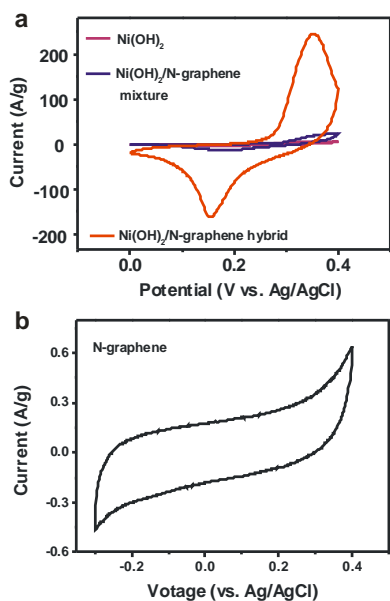 a
Ni(OH)2
Ni(OH)2/N-graphene
mixture
200
100
0
-100
-200
Current (A/g)
Ni(OH)2/N-graphene hybrid
0.0 0.2 0.4
Potential (V vs. Ag/AgCl)
b
N-graphene
0.6
0.3
0.0
-0.3
-0.6
Current (A/g)
-0.2 0.0 0.2 0.4
Votage (vs. Ag/AgCl)